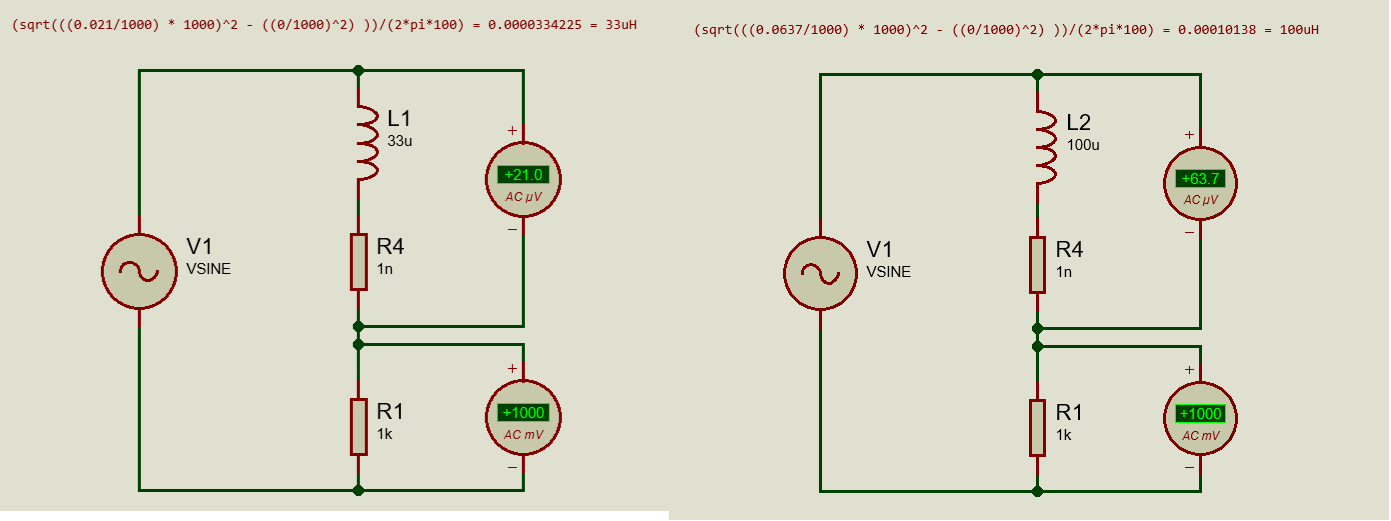 (sqrt(((0.021/1000) * 1000)^2 - ((0/1000)^2) ))/(2*pi*100) = 0.0000334225 = 33uH
L1
33u
+
+21.0
AC µV
−
V1
VSINE
R4
1n
+
+1000
AC mV
−
R1
1k
(sqrt(((0.0637/1000) * 1000)^2 - ((0/1000)^2) ))/(2*pi*100) = 0.00010138 = 100uH
L2
100u
+
+63.7
AC µV
−
V1
VSINE
R4
1n
+
+1000
AC mV
−
R1
1k